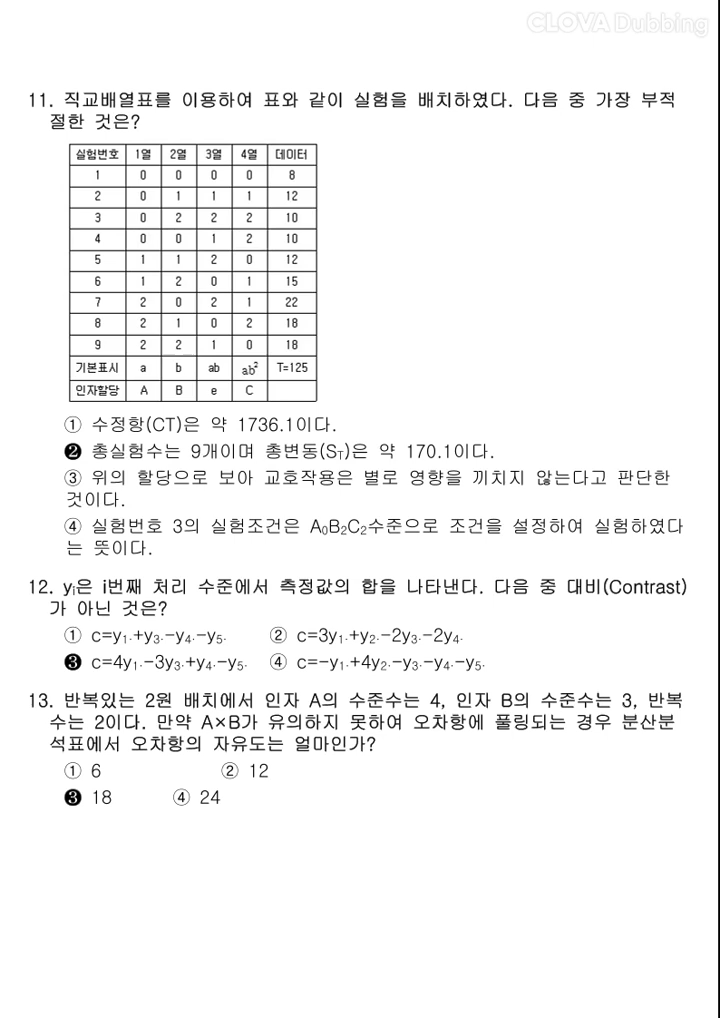 CLOVA Dubbing
11. 직교배열표를 이용하여 표와 같이 실험을 배치하였다. 다음 중 가장 부적
절한 것은?
실험번호 1열 2열 3열 4열 데이터
1 0 0 0 0 8
2 0 1 1 1 12
3 0 2 2 2 10
4 0 0 1 2 10
5 1 1 2 0 12
6 1 2 0 1 15
7 2 0 2 1 22
8 2 1 0 2 18
9 2 2 1 0 18
기본표시 a b ab ab² T=125
인자할당 A B e C
① 수정항(CT)은 약 1736.1이다.
❷ 총실험수는 9개이며 총변동(S_T)은 약 170.1이다.
③ 위의 할당으로 보아 교호작용은 별로 영향을 끼치지 않는다고 판단한
것이다.
④ 실험번호 3의 실험조건은 A₀B₂C₂수준으로 조건을 설정하여 실험하였다
는 뜻이다.
12. yᵢ은 i번째 처리 수준에서 측정값의 합을 나타낸다. 다음 중 대비(Contrast)
가 아닌 것은?
① c=y₁.+y₃.-y₄.-y₅. ② c=3y₁.+y₂.-2y₃.-2y₄.
❸ c=4y₁.-3y₃.+y₄.-y₅. ④ c=-y₁.+4y₂.-y₃.-y₄.-y₅.
13. 반복있는 2원 배치에서 인자 A의 수준수는 4, 인자 B의 수준수는 3, 반복
수는 2이다. 만약 A×B가 유의하지 못하여 오차항에 풀링되는 경우 분산분
석표에서 오차항의 자유도는 얼마인가?
① 6 ② 12
❸ 18 ④ 24